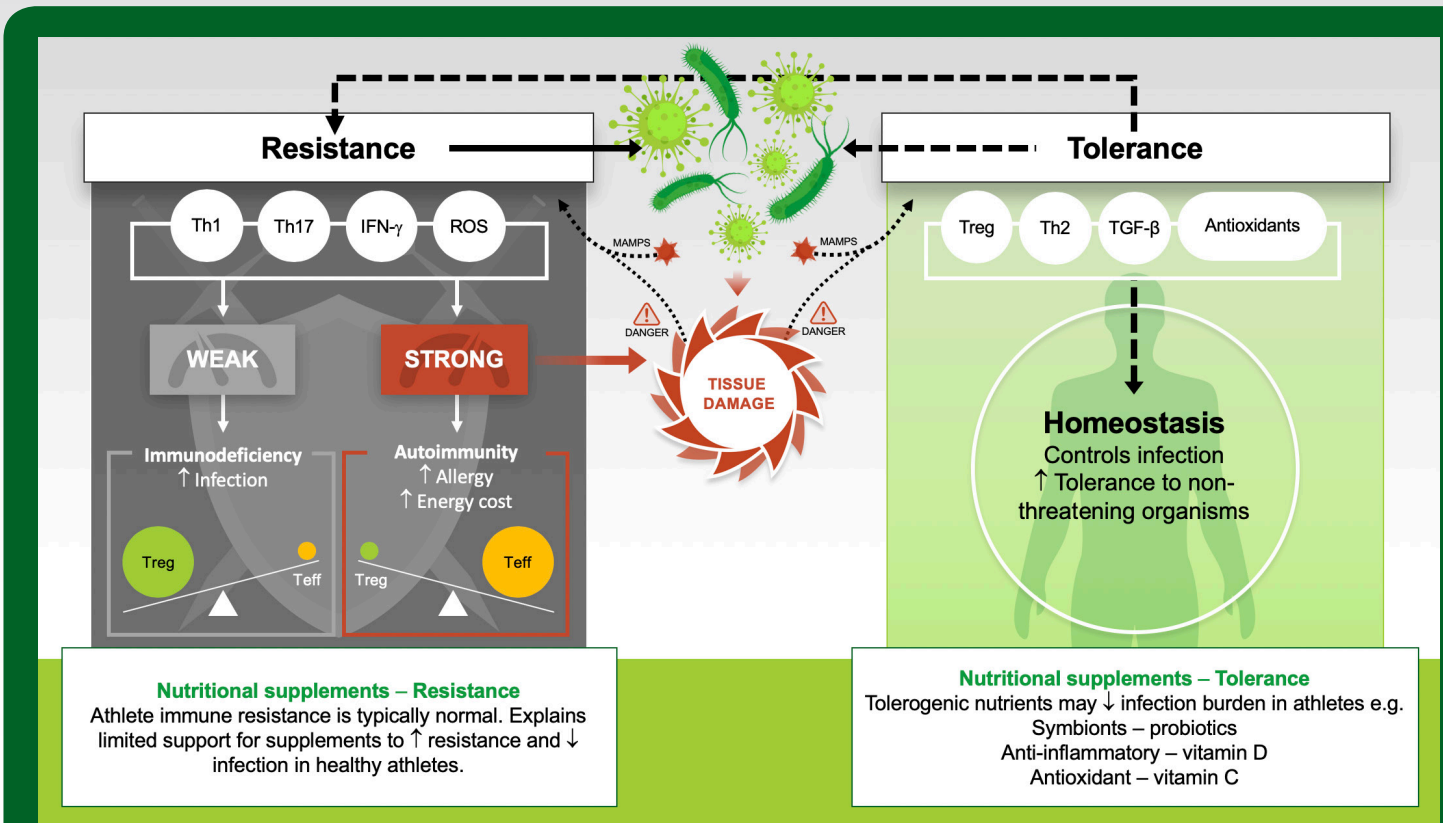 Resistance
Tolerance
Th1
Th17
IFN-γ
ROS
MAMPS
MAMPS
Treg
Th2
TGF-β
Antioxidants
DANGER
DANGER
WEAK
STRONG
TISSUE
DAMAGE
Immunodeficiency
↑ Infection
Autoimmunity
↑ Allergy
↑ Energy cost
Treg
Teff
Treg
Teff
Homeostasis
Controls infection
↑ Tolerance to non-
threatening organisms
Nutritional supplements – Resistance
Athlete immune resistance is typically normal. Explains
limited support for supplements to ↑ resistance and ↓
infection in healthy athletes.
Nutritional supplements – Tolerance
Tolerogenic nutrients may ↓ infection burden in athletes e.g.
Symbionts – probiotics
Anti-inflammatory – vitamin D
Antioxidant – vitamin C